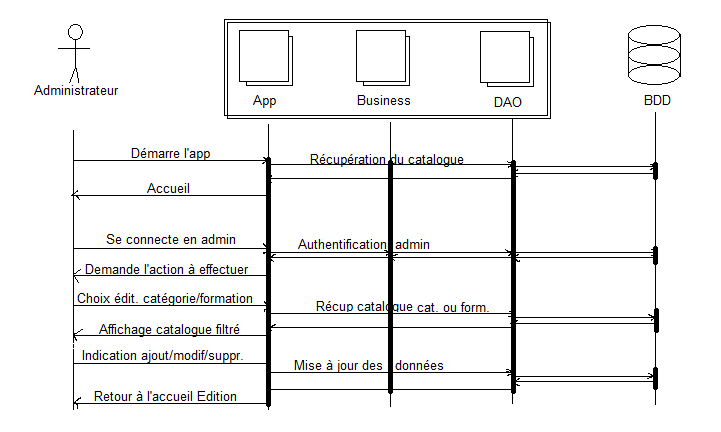 Administrateur
App
Business
DAO
BDD
Démarre l'app
Récupération du catalogue
Accueil
Se connecte en admin
Authentification admin
Demande l'action à effectuer
Choix édit. catégorie/formation
Récup catalogue cat. ou form.
Affichage catalogue filtré
Indication ajout/modif/suppr.
Mise à jour des données
Retour à l'accueil Edition